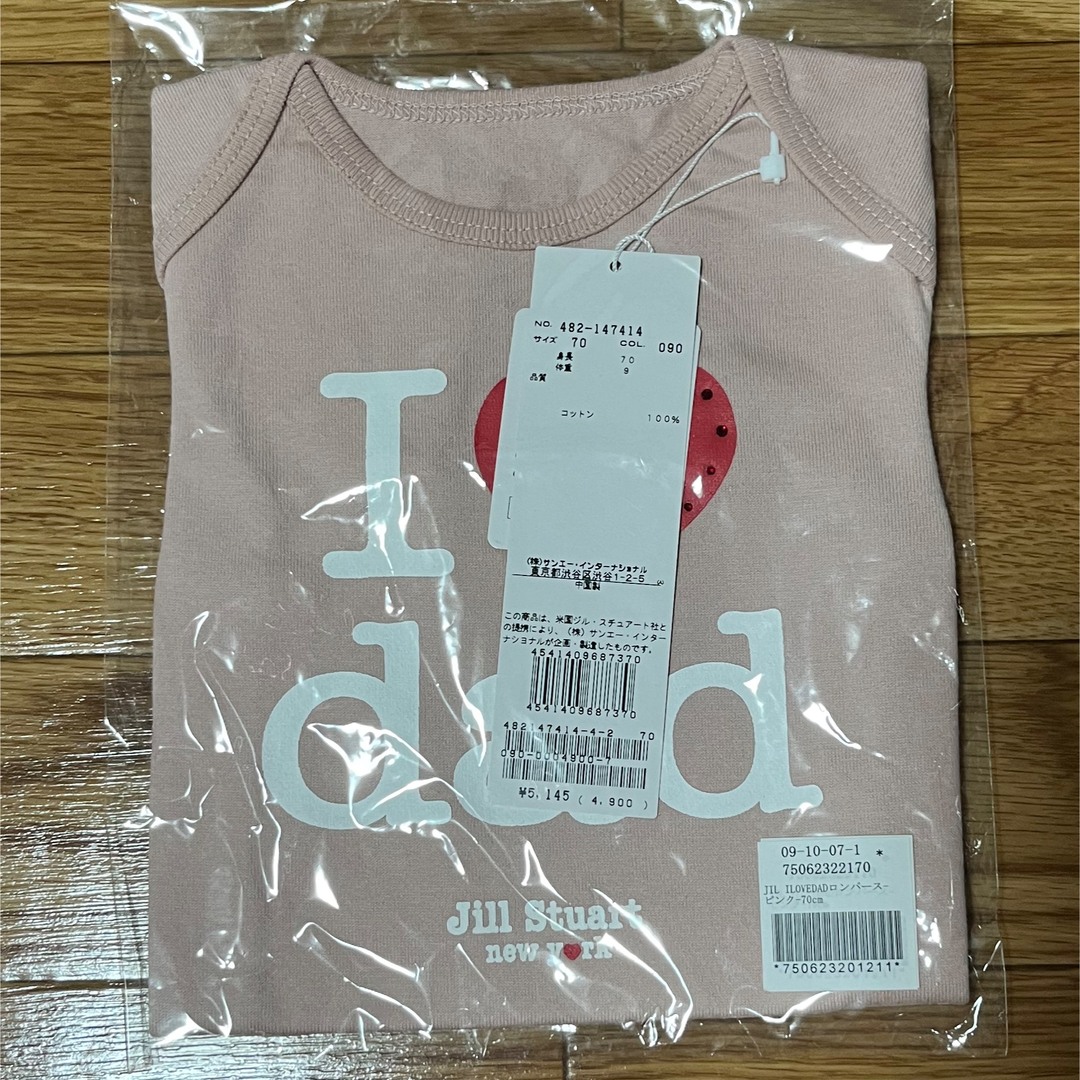 NO. 482-147414
サイズ 70 COL. 090
身長 70
体重 9
品質
コットン 100%
(株)サンエー・インターナショナル
東京都渋谷区渋谷1-2-5
中国製
この商品は、米国ジル・スチュアート社と
の提携により、(株)サンエー・インター
ナショナルが企画・製造したものです。
4541409687370
4541409687370
482147414-4-2 70
090-0004900-7
¥5,145 (4,900)
I
dad
Jill Stuart
new york
09-10-07-1 *
75062322170
JIL ILOVEDADロンパース-
ピンク-70cm
*750623201211*